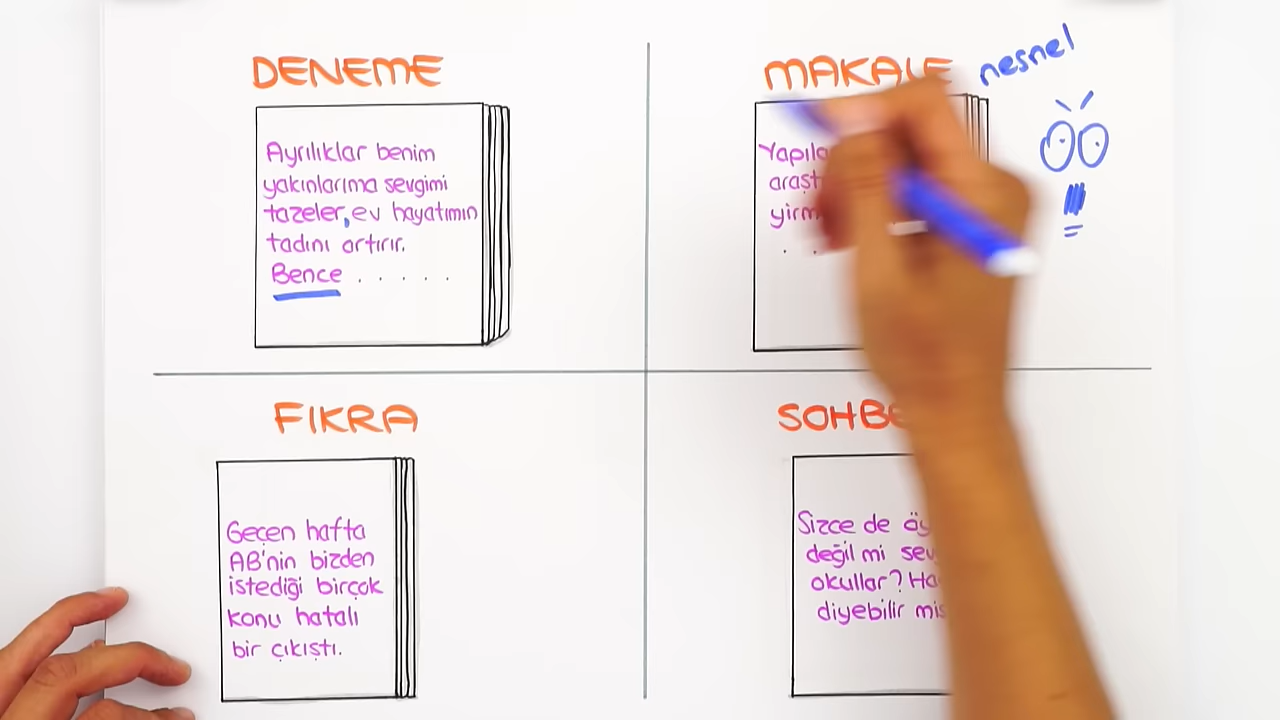 DENEME
Ayrılıklar benim
yakınlarıma sevgimi
tazeler, ev hayatımın
tadını artırır.
Bence . . . . .
MAKALE
nesnel
FIKRA
Geçen hafta
AB'nin bizden
istediği birçok
konu hatalı
bir çıkıştı.
Sizce de
değil mi
okullar?
diyebilir